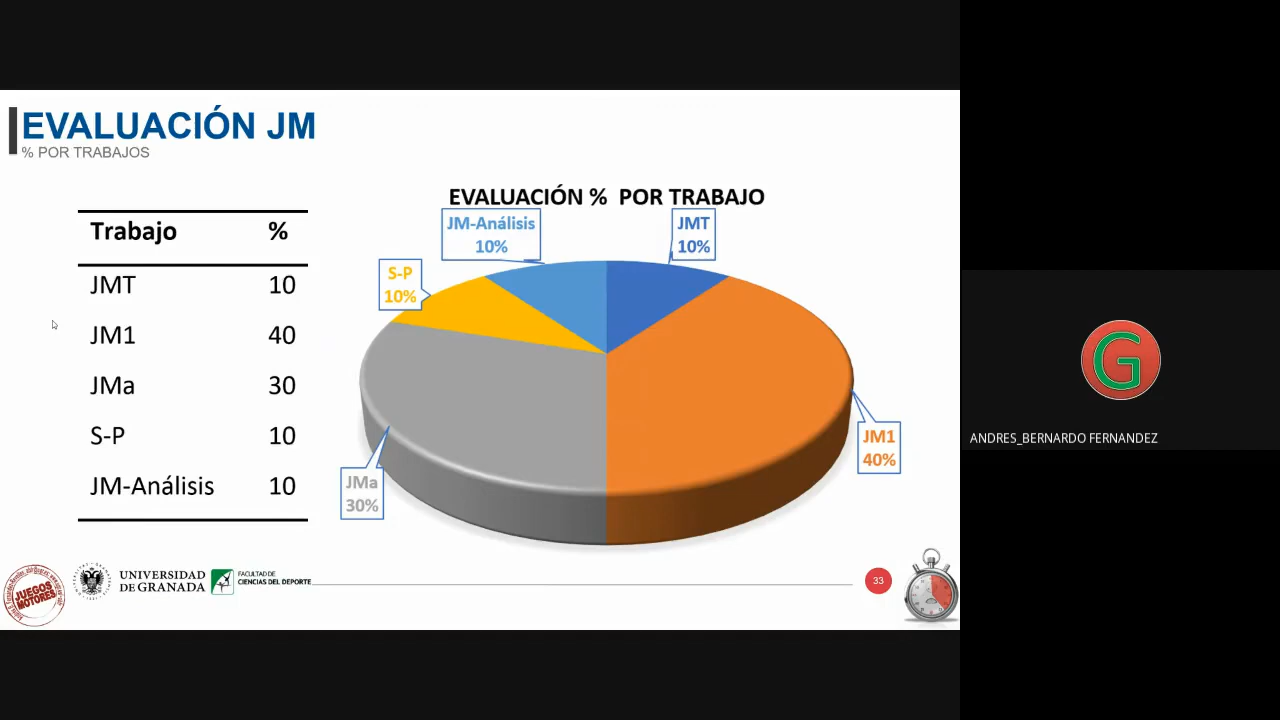 EVALUACIÓN JM
% POR TRABAJOS
Trabajo %
JMT 10
JM1 40
JMa 30
S-P 10
JM-Análisis 10
EVALUACIÓN % POR TRABAJO
JM-Análisis
10%
JMT
10%
S-P
10%
JM1
40%
JMa
30%
JUEGOS
MOTORES
UNIVERSIDAD
DE GRANADA
FACULTAD DE
CIENCIAS DEL DEPORTE
33
G
ANDRES_BERNARDO FERNANDEZ